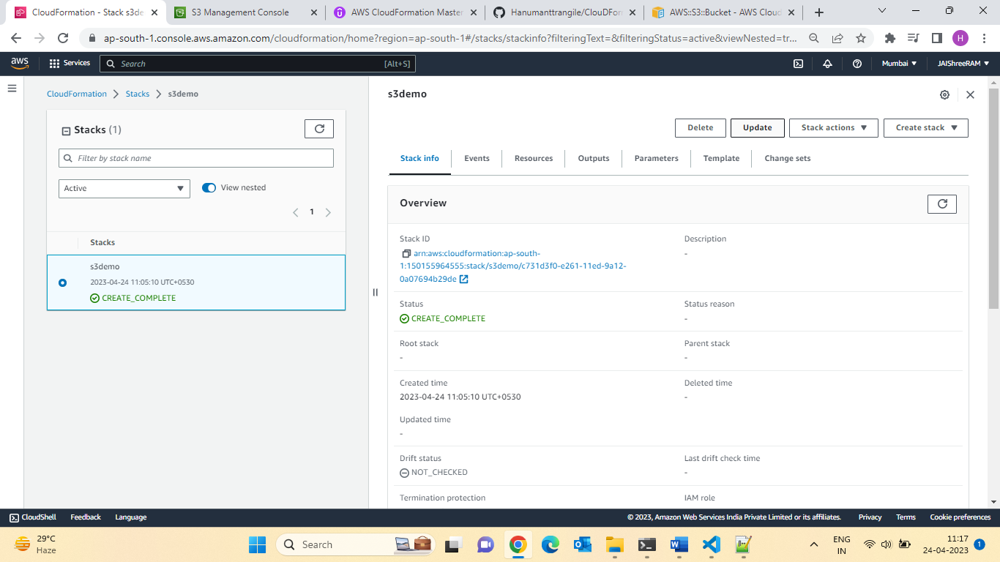 CloudFormation - Stack s3de
S3 Management Console
AWS CloudFormation Master
Hanumanttrangile/ClouDForm
AWS::S3::Bucket - AWS Cloud
ap-south-1.console.aws.amazon.com/cloudformation/home?region=ap-south-1#/stacks/stackinfo?filteringText=&filteringStatus=active&viewNested=tr...
H
aws
Services
Search
[Alt+S]
Mumbai
JAIShreeRAM
CloudFormation
Stacks
s3demo
Stacks (1)
Filter by stack name
Active
View nested
1
Stacks
s3demo
2023-04-24 11:05:10 UTC+0530
CREATE_COMPLETE
s3demo
Delete
Update
Stack actions
Create stack
Stack info
Events
Resources
Outputs
Parameters
Template
Change sets
Overview
Stack ID
arn:aws:cloudformation:ap-south-
1:150155964555:stack/s3demo/c731d3f0-e261-11ed-9a12-
0a07694b29de
Description
-
Status
CREATE_COMPLETE
Status reason
-
Root stack
-
Parent stack
-
Created time
2023-04-24 11:05:10 UTC+0530
Deleted time
-
Updated time
-
Drift status
NOT_CHECKED
Last drift check time
-
Termination protection
IAM role
CloudShell
Feedback
Language
© 2023, Amazon Web Services India Private Limited or its affiliates.
Privacy
Terms
Cookie preferences
29°C
Haze
Search
ENG
IN
11:17
24-04-2023
1